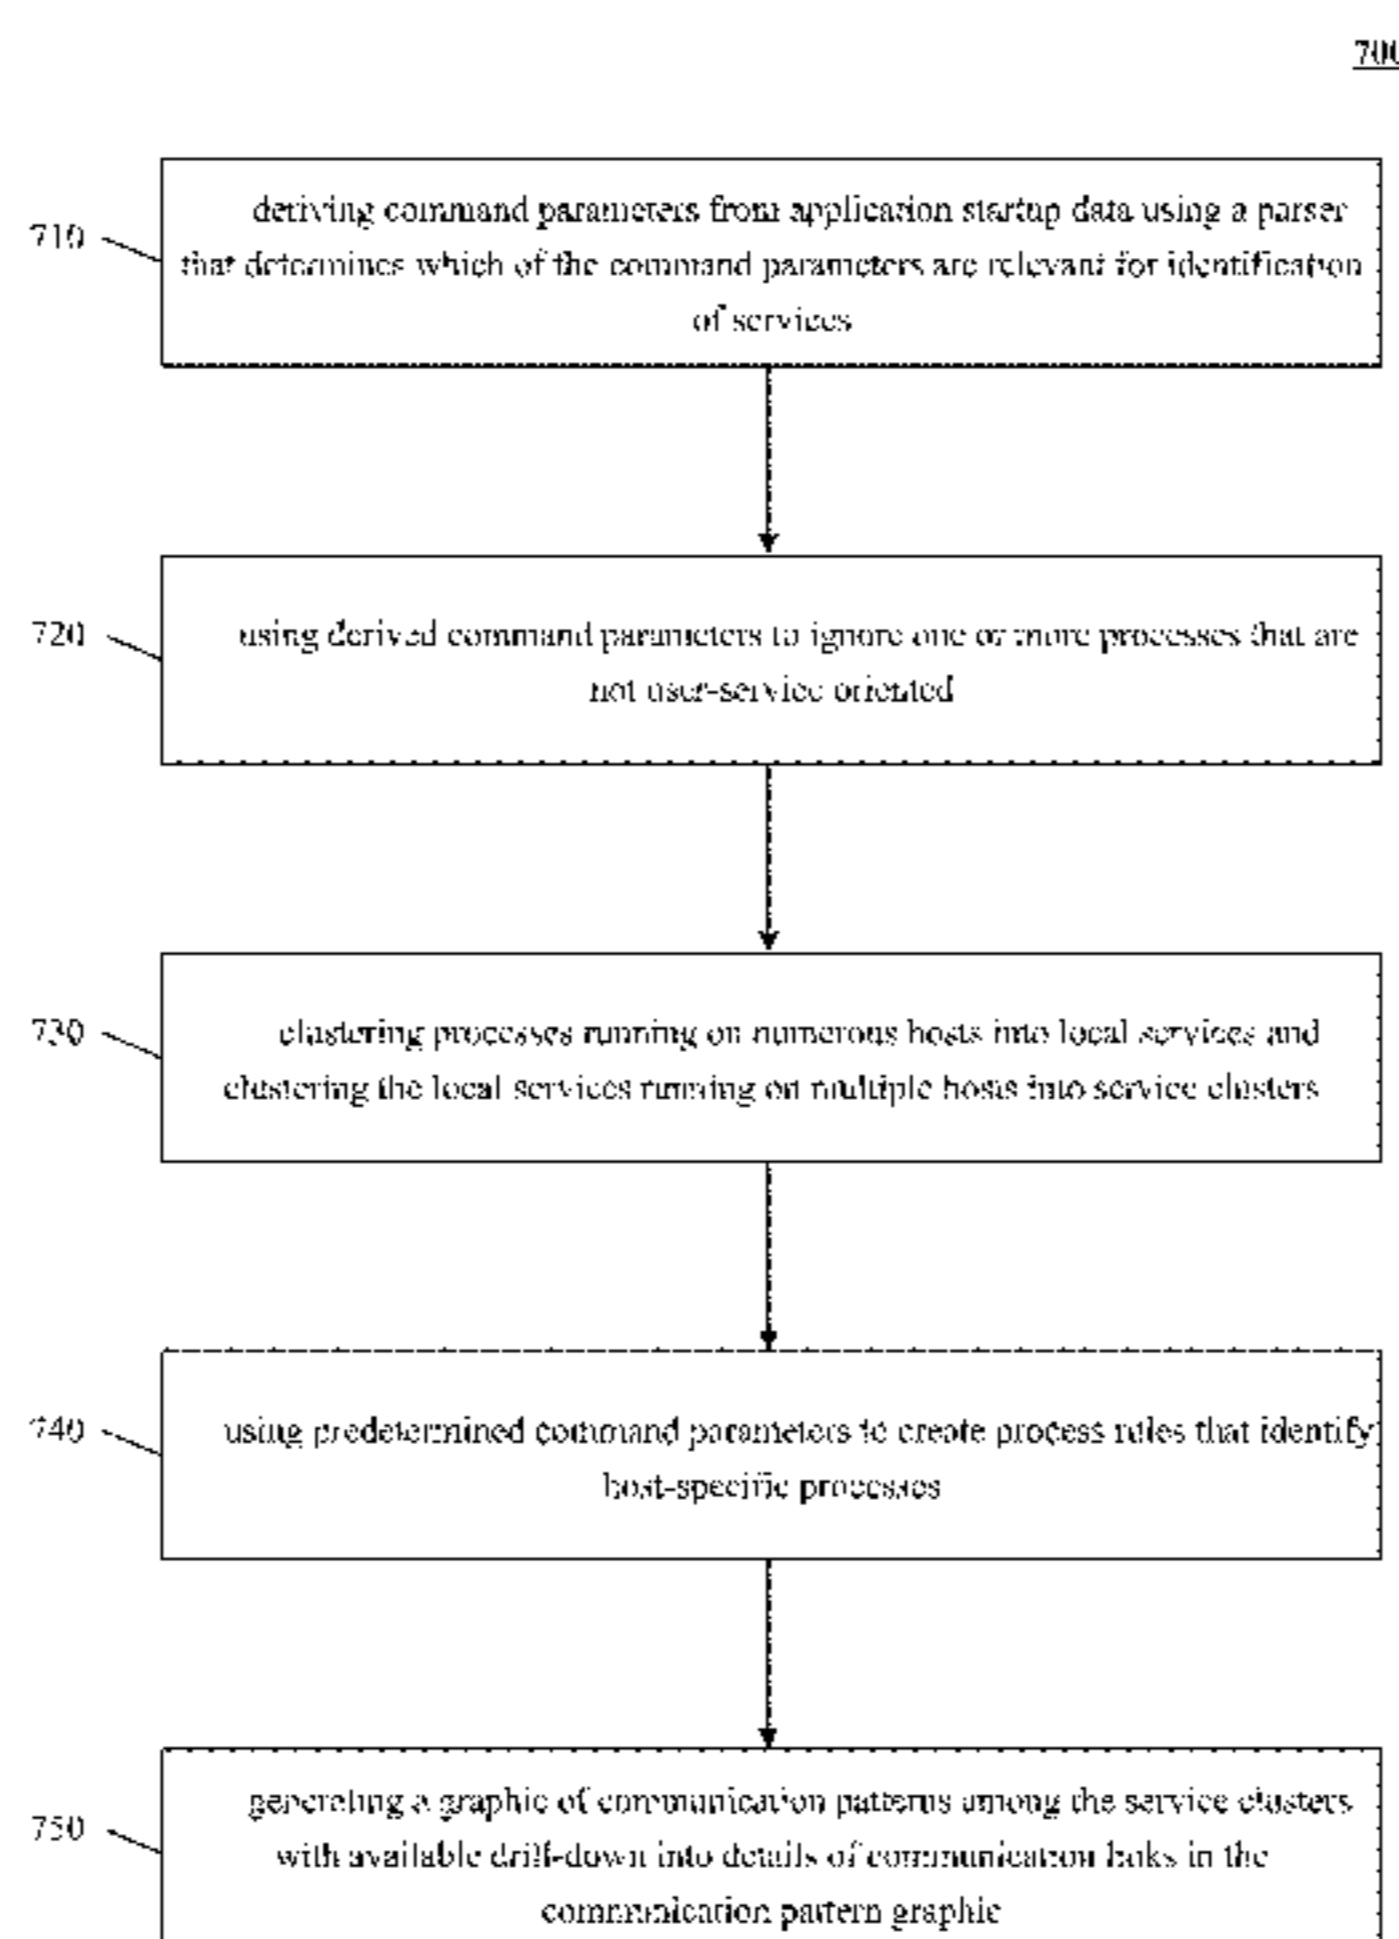 700
710
deriving command parameters from application startup data using a parser
that determines which of the command parameters are relevant for identification
of services
720
using derived command parameters to ignore one or more processes that are
not user-service oriented
730
clustering processes running on numerous hosts into local services and
clustering the local services running on multiple hosts into service clusters
740
using predetermined command parameters to create process rules that identify
host-specific processes
750
generating a graphic of communication patterns among the service clusters
with available drill-down into details of communication links in the
communication pattern graphic